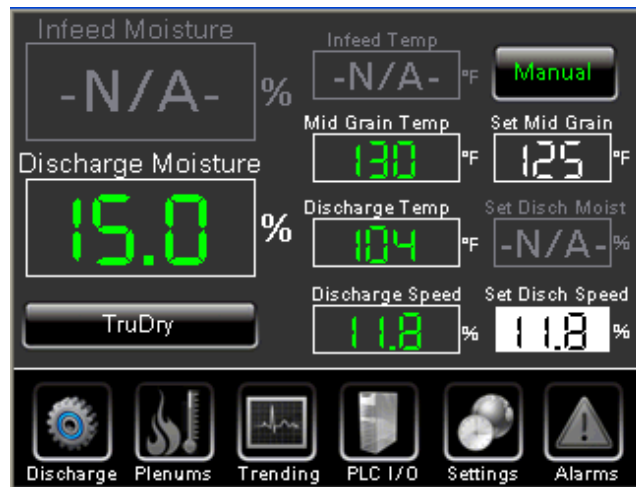 Infeed Moisture
-N/A- %
Infeed Temp
-N/A- °F
Manual
Mid Grain Temp
130 °F
Set Mid Grain
125 °F
Discharge Moisture
15.0 %
Discharge Temp
104 °F
Set Disch Moist
-N/A- %
TruDry
Discharge Speed
11.8 %
Set Disch Speed
11.8 %
Discharge
Plenums
Trending
PLC I/O
Settings
Alarms